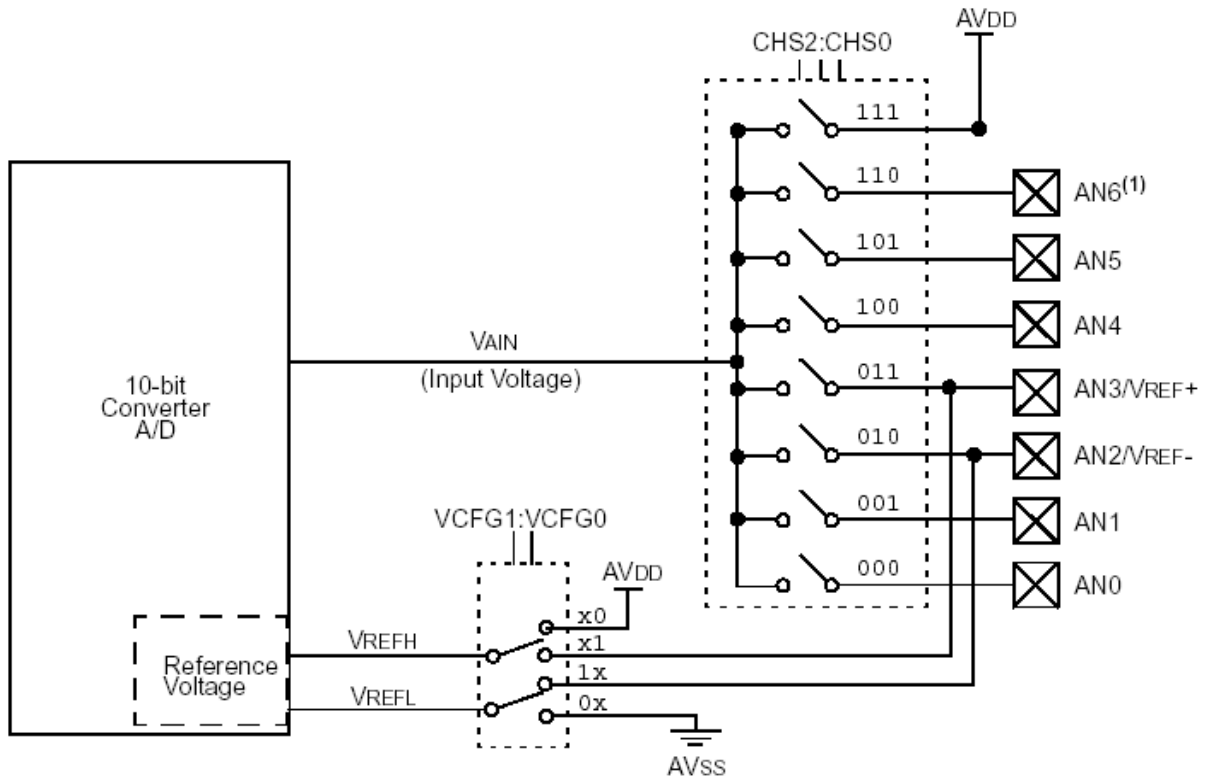 AVDD
CHS2:CHS0
111
110
AN6(1)
101
AN5
100
AN4
VAIN
(Input Voltage)
10-bit
Converter
A/D
011
AN3/VREF+
010
AN2/VREF-
001
AN1
000
AN0
VCFG1:VCFG0
AVDD
x0
x1
1x
0x
VREFH
Reference
Voltage
VREFL
AVSS